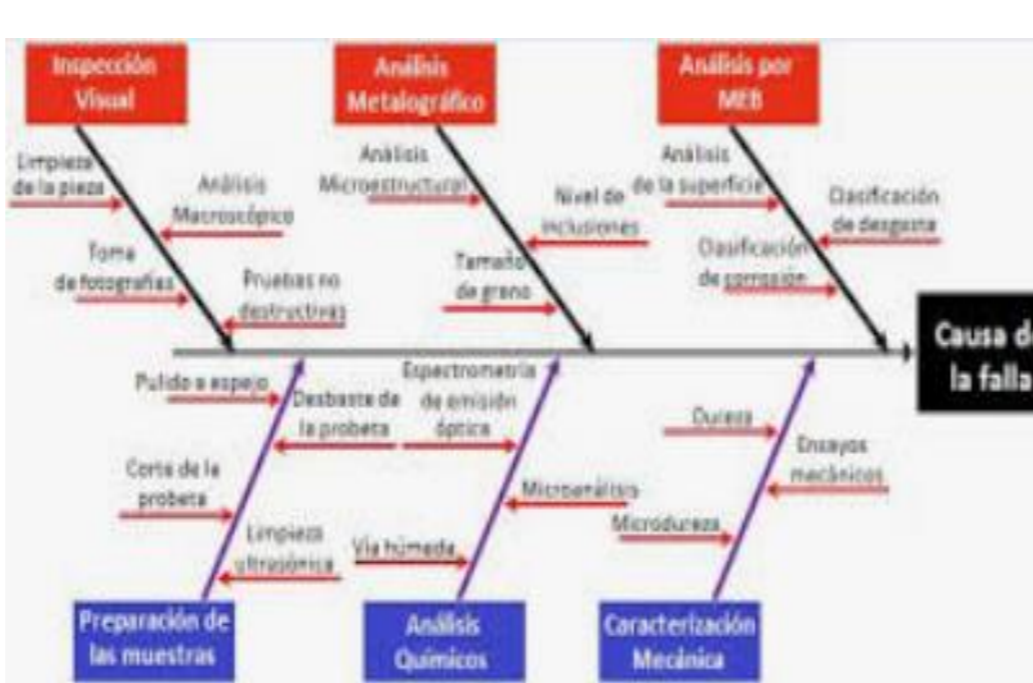 Inspección
Visual
Análisis
Metalográfico
Análisis por
MEB
Limpieza
de la pieza
Análisis
Macroscópico
Toma
de fotografías
Pruebas no
destructivas
Análisis
Microestructural
Nivel de
inclusiones
Tamaño
de grano
Análisis
de la superficie
Clasificación
de desgaste
Clasificación
de corrosión
Causa de
la falla
Pulido a espejo
Desbaste de
la probeta
Corte de la
probeta
Limpieza
ultrasónica
Espectrometría
de emisión
óptica
Microanálisis
Vía húmeda
Dureza
Ensayos
mecánicos
Microdureza
Preparación de
las muestras
Análisis
Químicos
Caracterización
Mecánica